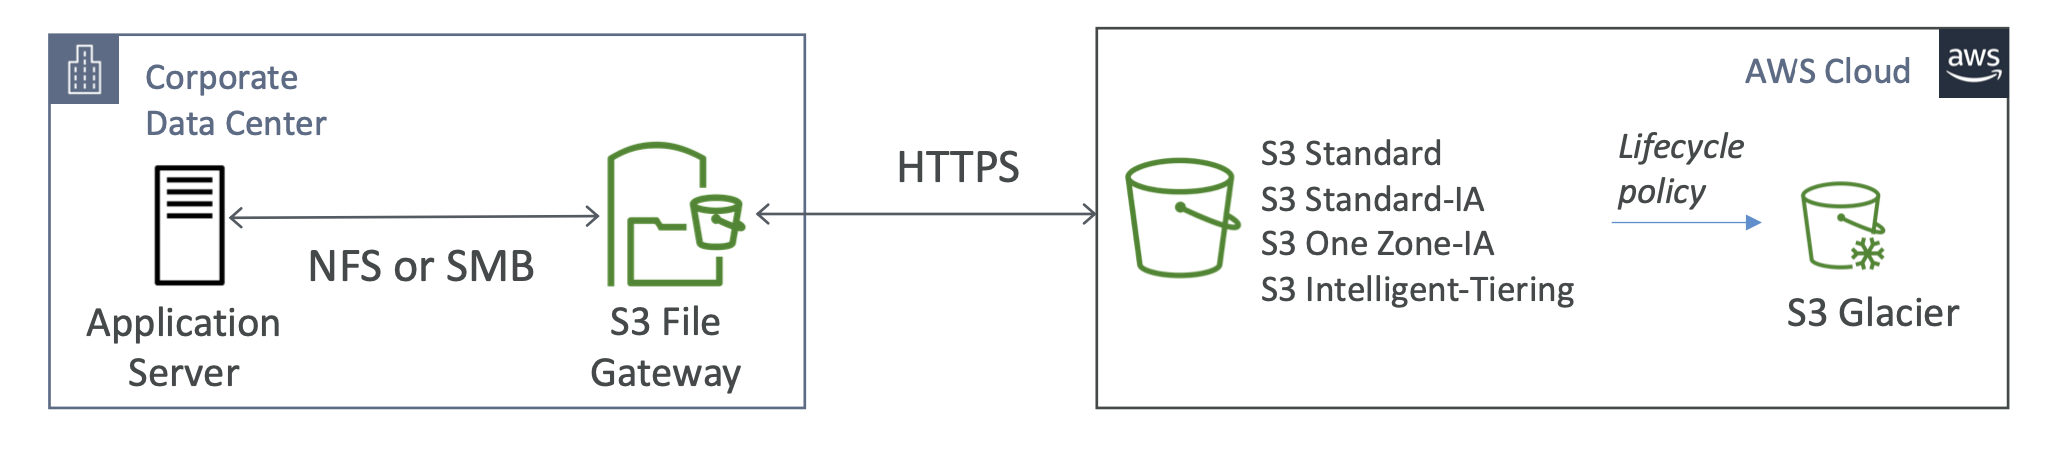 Corporate
Data Center
Application
Server
NFS or SMB
S3 File
Gateway
HTTPS
AWS Cloud
aws
S3 Standard
S3 Standard-IA
S3 One Zone-IA
S3 Intelligent-Tiering
Lifecycle
policy
S3 Glacier